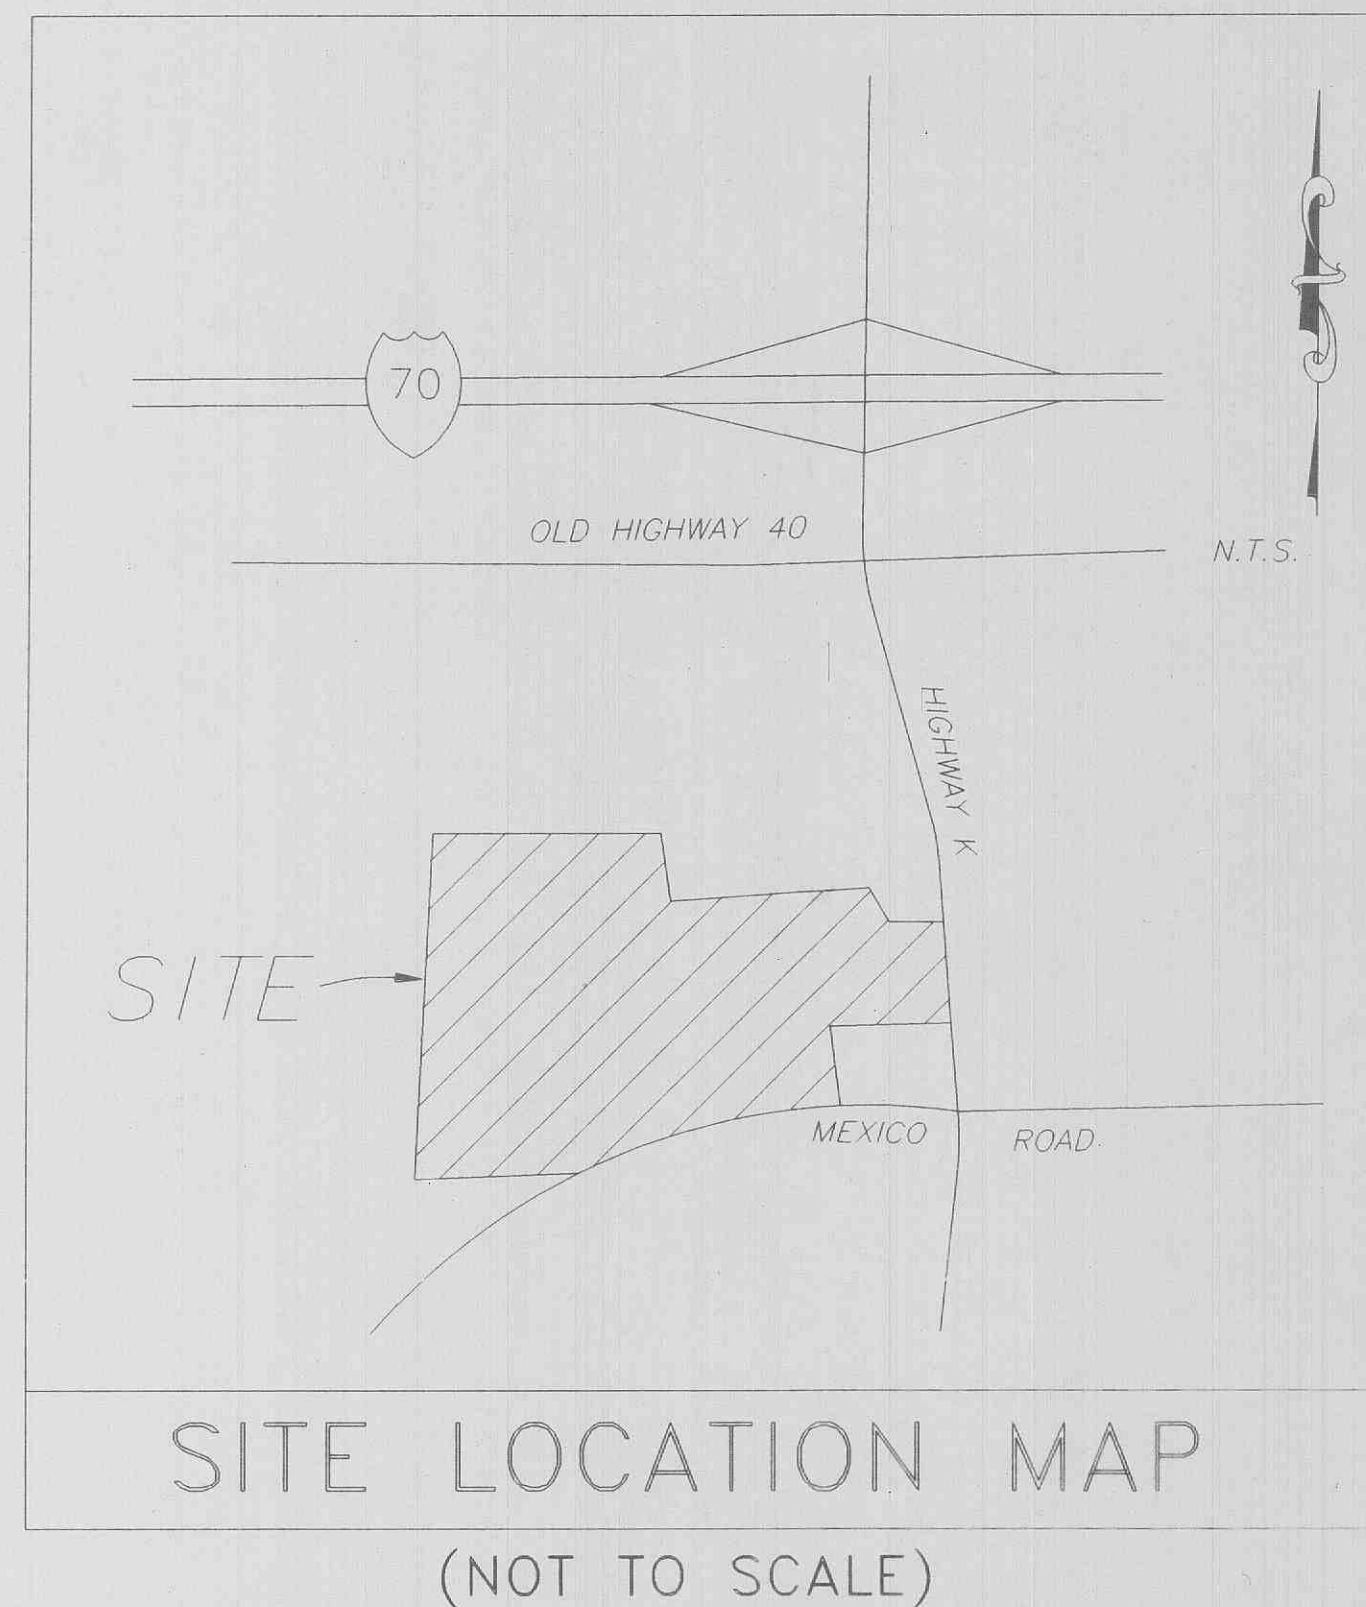 70
OLD HIGHWAY 40
N.T.S.
HIGHWAY K
SITE
MEXICO ROAD
SITE LOCATION MAP
(NOT TO SCALE)